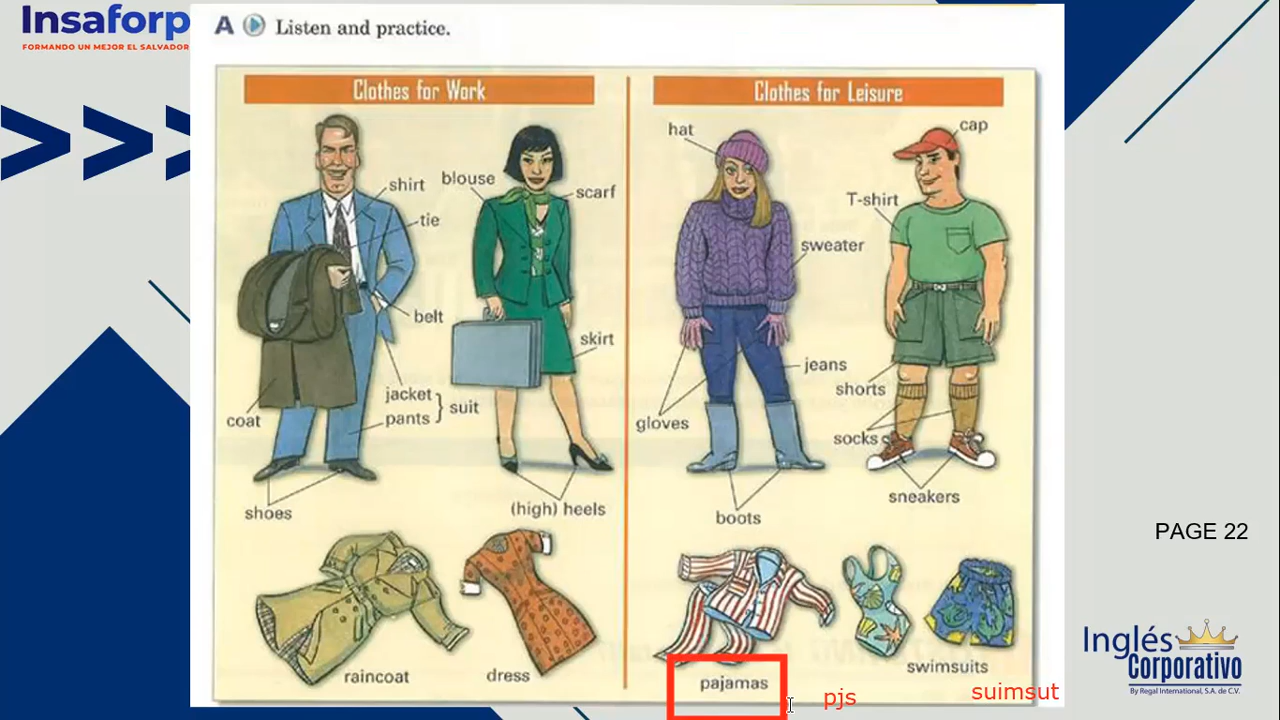 Insaforp
FORMANDO UN MEJOR EL SALVADOR
A Listen and practice.
Clothes for Work
shirt
tie
belt
jacket
pants
suit
coat
shoes
blouse
scarf
skirt
(high) heels
raincoat
dress
Clothes for Leisure
hat
sweater
jeans
gloves
boots
cap
T-shirt
shorts
socks
sneakers
pajamas
swimsuits
pjs
suimsut
PAGE 22
Inglés
Corporativo
By Regal International, S.A. de C.V.